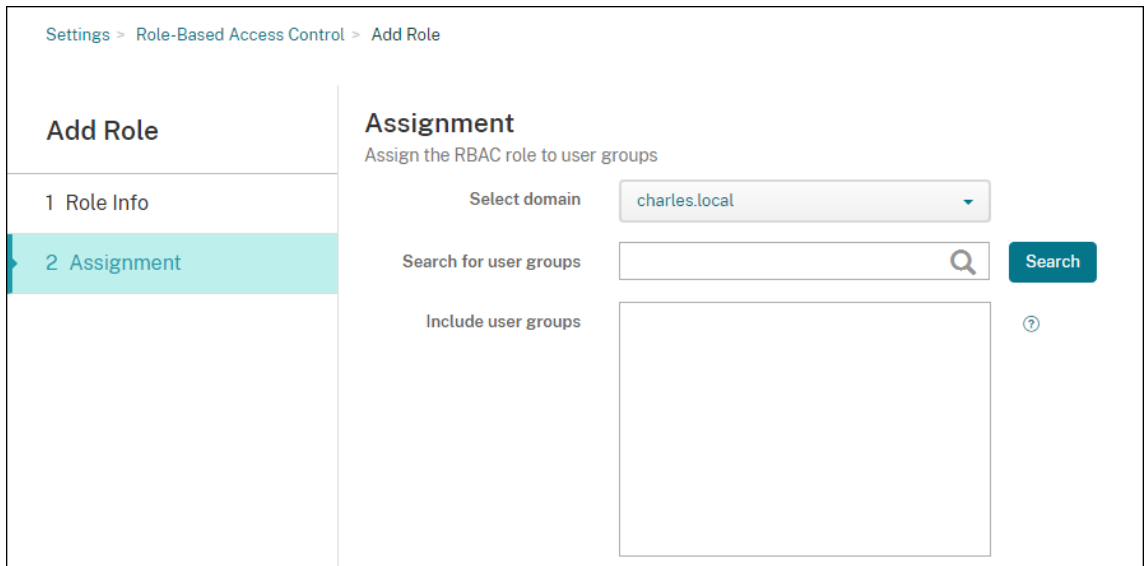 Settings > Role-Based Access Control > Add Role
Add Role
1 Role Info
2 Assignment
Assignment
Assign the RBAC role to user groups
Select domain
charles.local
Search for user groups
Search
Include user groups
?